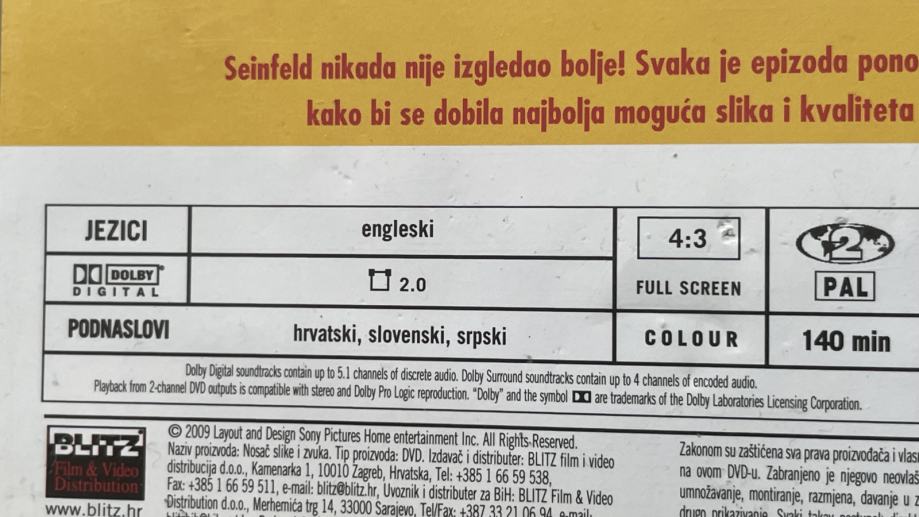 Seinfeld nikada nije izgledao bolje! Svaka je epizoda pono
kako bi se dobila najbolja moguća slika i kvaliteta
JEZICI
engleski
4:3
FULL SCREEN
2
PAL
DOLBY
DIGITAL
2.0
PODNASLOVI
hrvatski, slovenski, srpski
COLOUR
140 min
Dolby Digital soundtracks contain up to 5.1 channels of discrete audio. Dolby Surround soundtracks contain up to 4 channels of encoded audio.
Playback from 2-channel DVD outputs is compatible with stereo and Dolby Pro Logic reproduction. "Dolby" and the symbol are trademarks of the Dolby Laboratories Licensing Corporation.
BLITZ
Film & Video
Distribution
www.blitz.hr
© 2009 Layout and Design Sony Pictures Home entertainment Inc. All Rights Reserved.
Naziv proizvoda: Nosač slike i zvuka. Tip proizvoda: DVD. Izdavač i distributer: BLITZ film i video
distribucija d.o.o., Kamenarka 1, 10010 Zagreb, Hrvatska, Tel: +385 1 66 59 538,
Fax: +385 1 66 59 511, e-mail: blitz@blitz.hr, Uvoznik i distributer za BiH: BLITZ Film & Video
Distribution d.o.o., Merhemića trg 14, 33000 Sarajevo, Tel/Fax: +387 33 21 06 94, e-mail:
Zakonom su zaštićena sva prava proizvođača i vlas
na ovom DVD-u. Zabranjeno je njegovo neovlaš
umnožavanje, montiranje, razmjena, davanje u z
drugo prikazivanje. Svaki takav